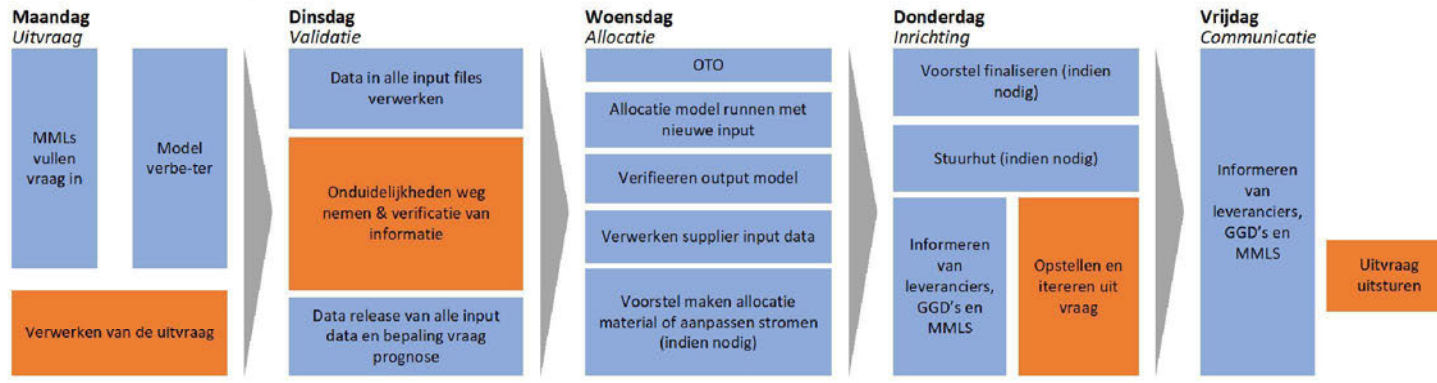 Maandag
Uitvraag
MMLs
vullen
vraag in
Model
verbe-ter
Verwerken van de uitvraag
Dinsdag
Validatie
Data in alle input files
verwerken
Onduidelijkheden weg
nemen & verificatie van
informatie
Data release van alle input
data en bepaling vraag
prognose
Woensdag
Allocatie
OTO
Allocatie model runnen met
nieuwe input
Verifieeren output model
Verwerken supplier input data
Voorstel maken allocatie
material of aanpassen stromen
(indien nodig)
Donderdag
Inrichting
Voorstel finaliseren (indien
nodig)
Stuurhut (indien nodig)
Informeren
van
leveranciers,
GGD's en
MMLS
Opstellen en
itereren uit
vraag
Vrijdag
Communicatie
Informeren
van
leveranciers,
GGD's en
MMLS
Uitvraag
uitsturen